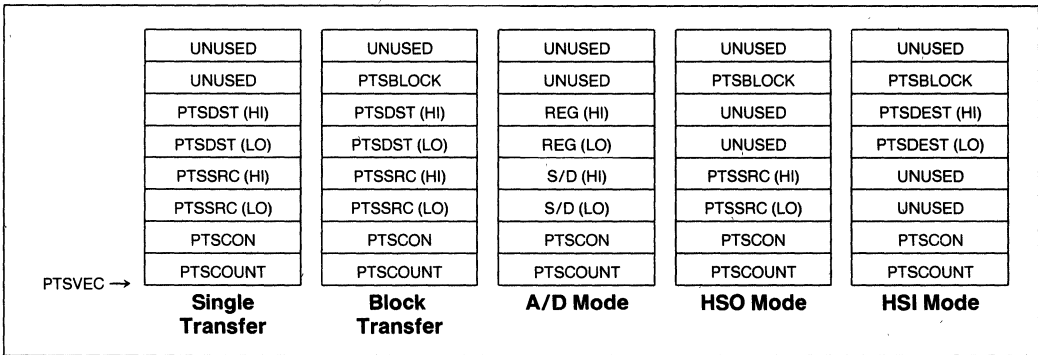 UNUSED UNUSED UNUSED UNUSED UNUSED
UNUSED PTSBLOCK UNUSED PTSBLOCK PTSBLOCK
PTSDST (HI) PTSDST (HI) REG (HI) UNUSED PTSDEST (HI)
PTSDST (LO) PTSDST (LO) REG (LO) UNUSED PTSDEST (LO)
PTSSRC (HI) PTSSRC (HI) S/D (HI) PTSSRC (HI) UNUSED
PTSSRC (LO) PTSSRC (LO) S/D (LO) PTSSRC (LO) UNUSED
PTSCON PTSCON PTSCON PTSCON PTSCON
PTSVEC → PTSCOUNT PTSCOUNT PTSCOUNT PTSCOUNT PTSCOUNT
Single Block A/D Mode HSO Mode HSI Mode
Transfer Transfer